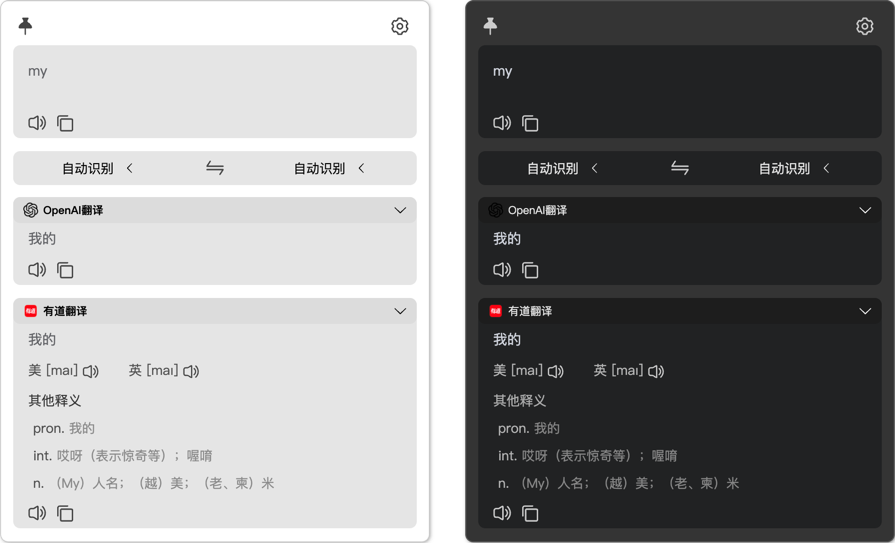 my
自动识别 自动识别
OpenAI翻译
我的
有道 有道翻译
我的
美 [maɪ] 英 [maɪ]
其他释义
pron. 我的
int. 哎呀（表示惊奇等）；喔唷
n. （My）人名；（越）美；（老、柬）米
my
自动识别 自动识别
OpenAI翻译
我的
有道 有道翻译
我的
美 [maɪ] 英 [maɪ]
其他释义
pron. 我的
int. 哎呀（表示惊奇等）；喔唷
n. （My）人名；（越）美；（老、柬）米